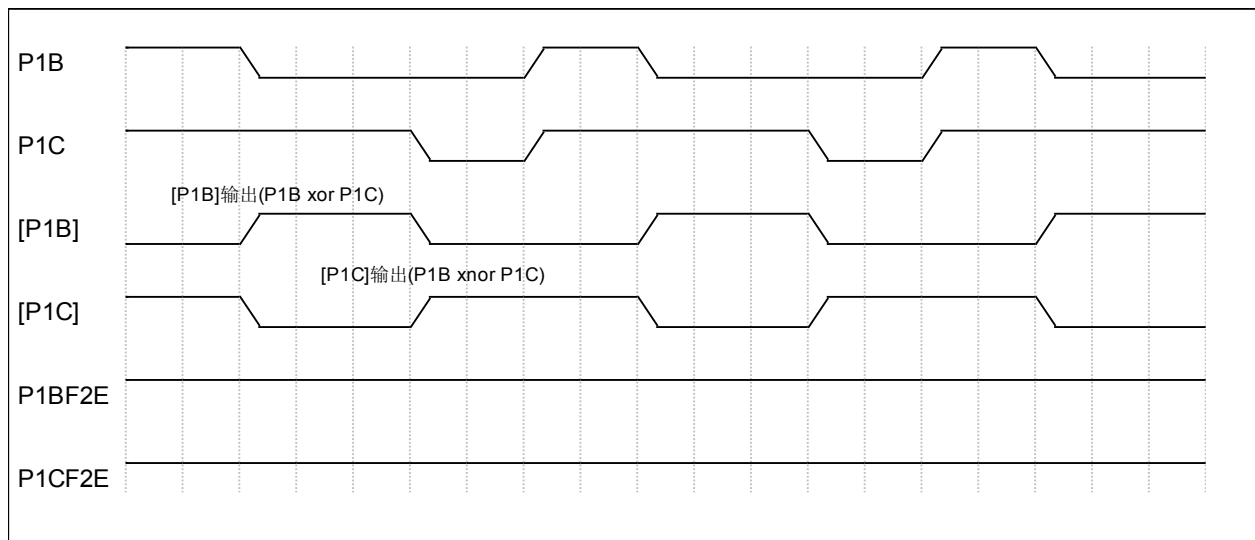 P1B
P1C
[P1B]输出(P1B xor P1C)
[P1B]
[P1C]输出(P1B xnor P1C)
[P1C]
P1BF2E
P1CF2E